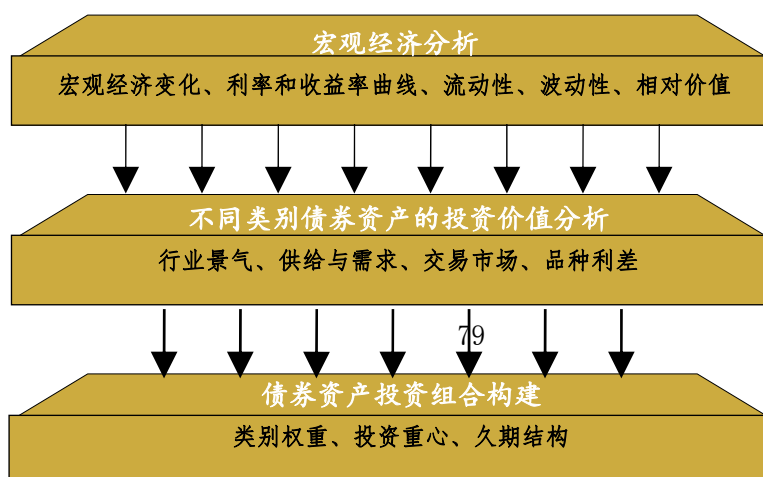 宏观经济分析
宏观经济变化、利率和收益率曲线、流动性、波动性、相对价值
不同类别债券资产的投资价值分析
行业景气、供给与需求、交易市场、品种利差
79
债券资产投资组合构建
类别权重、投资重心、久期结构